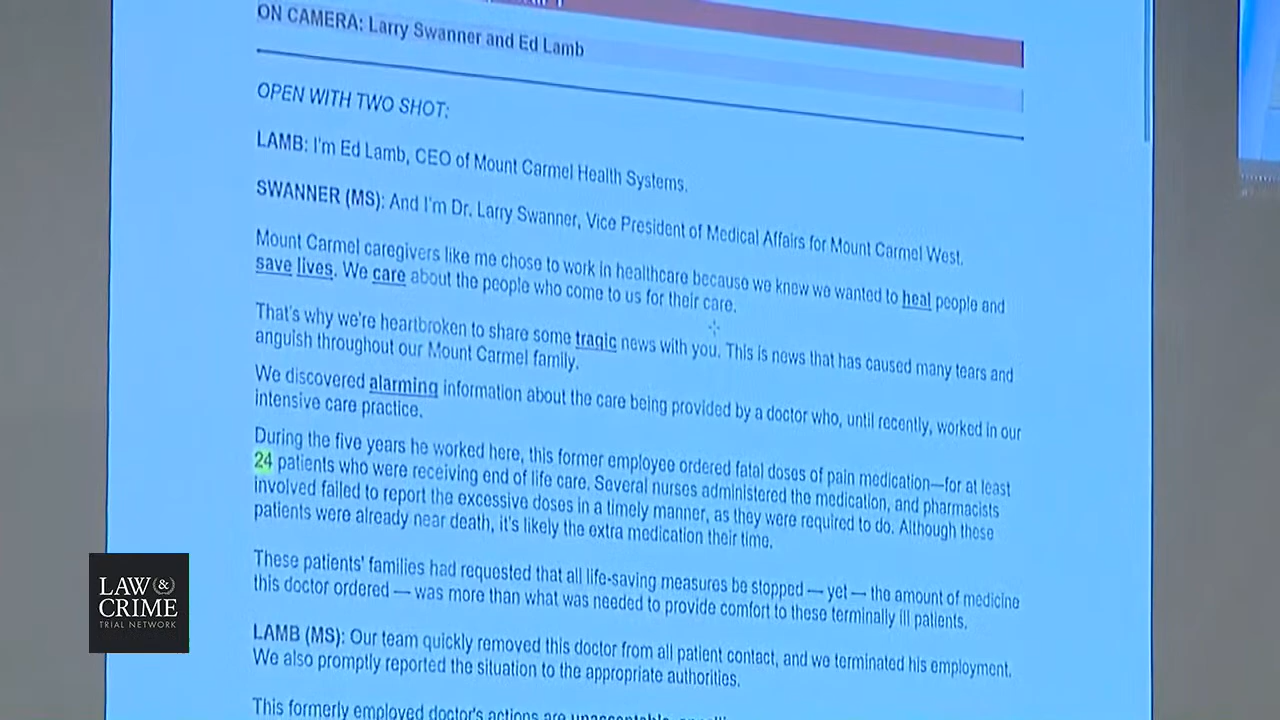 ON CAMERA: Larry Swanner and Ed Lamb
OPEN WITH TWO SHOT:
LAMB: I'm Ed Lamb, CEO of Mount Carmel Health Systems.
SWANNER (MS): And I'm Dr. Larry Swanner, Vice President of Medical Affairs for Mount Carmel West.
Mount Carmel caregivers like me chose to work in healthcare because we knew we wanted to heal people and
save lives. We care about the people who come to us for their care.
That's why we're heartbroken to share some tragic news with you. This is news that has caused many tears and
anguish throughout our Mount Carmel family.
We discovered alarming information about the care being provided by a doctor who, until recently, worked in our
intensive care practice.
During the five years he worked here, this former employee ordered fatal doses of pain medication—for at least
24 patients who were receiving end of life care. Several nurses administered the medication, and pharmacists
involved failed to report the excessive doses in a timely manner, as they were required to do. Although these
patients were already near death, it's likely the extra medication their time.
These patients' families had requested that all life-saving measures be stopped — yet — the amount of medicine
this doctor ordered — was more than what was needed to provide comfort to these terminally ill patients.
LAMB (MS): Our team quickly removed this doctor from all patient contact, and we terminated his employment.
We also promptly reported the situation to the appropriate authorities.
This formerly employed doctor's actions are
LAW &
CRIME
TRIAL NETWORK